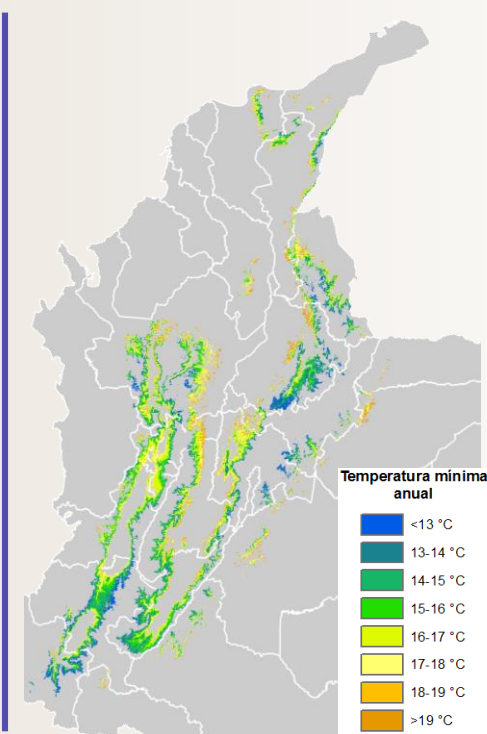 Temperatura mínima
anual
<13 °C
13-14 °C
14-15 °C
15-16 °C
16-17 °C
17-18 °C
18-19 °C
>19 °C